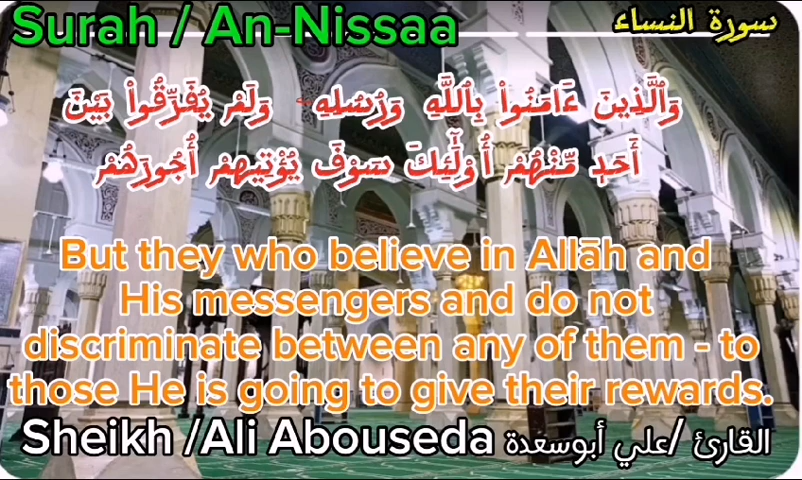 Surah / An-Nissaa
سورة النساء
وَٱلَّذِينَ ءَامَنُوا۟ بِٱللَّهِ وَرُسُلِهِۦ وَلَمْ يُفَرِّقُوا۟ بَيْنَ
أَحَدٍ مِّنْهُمْ أُو۟لَٰٓئِكَ سَوْفَ يُؤْتِيهِمْ أُجُورَهُمْ
But they who believe in Allāh and
His messengers and do not
discriminate between any of them - to
those He is going to give their rewards.
Sheikh /Ali Abouseda القارئ /علي أبوسعدة